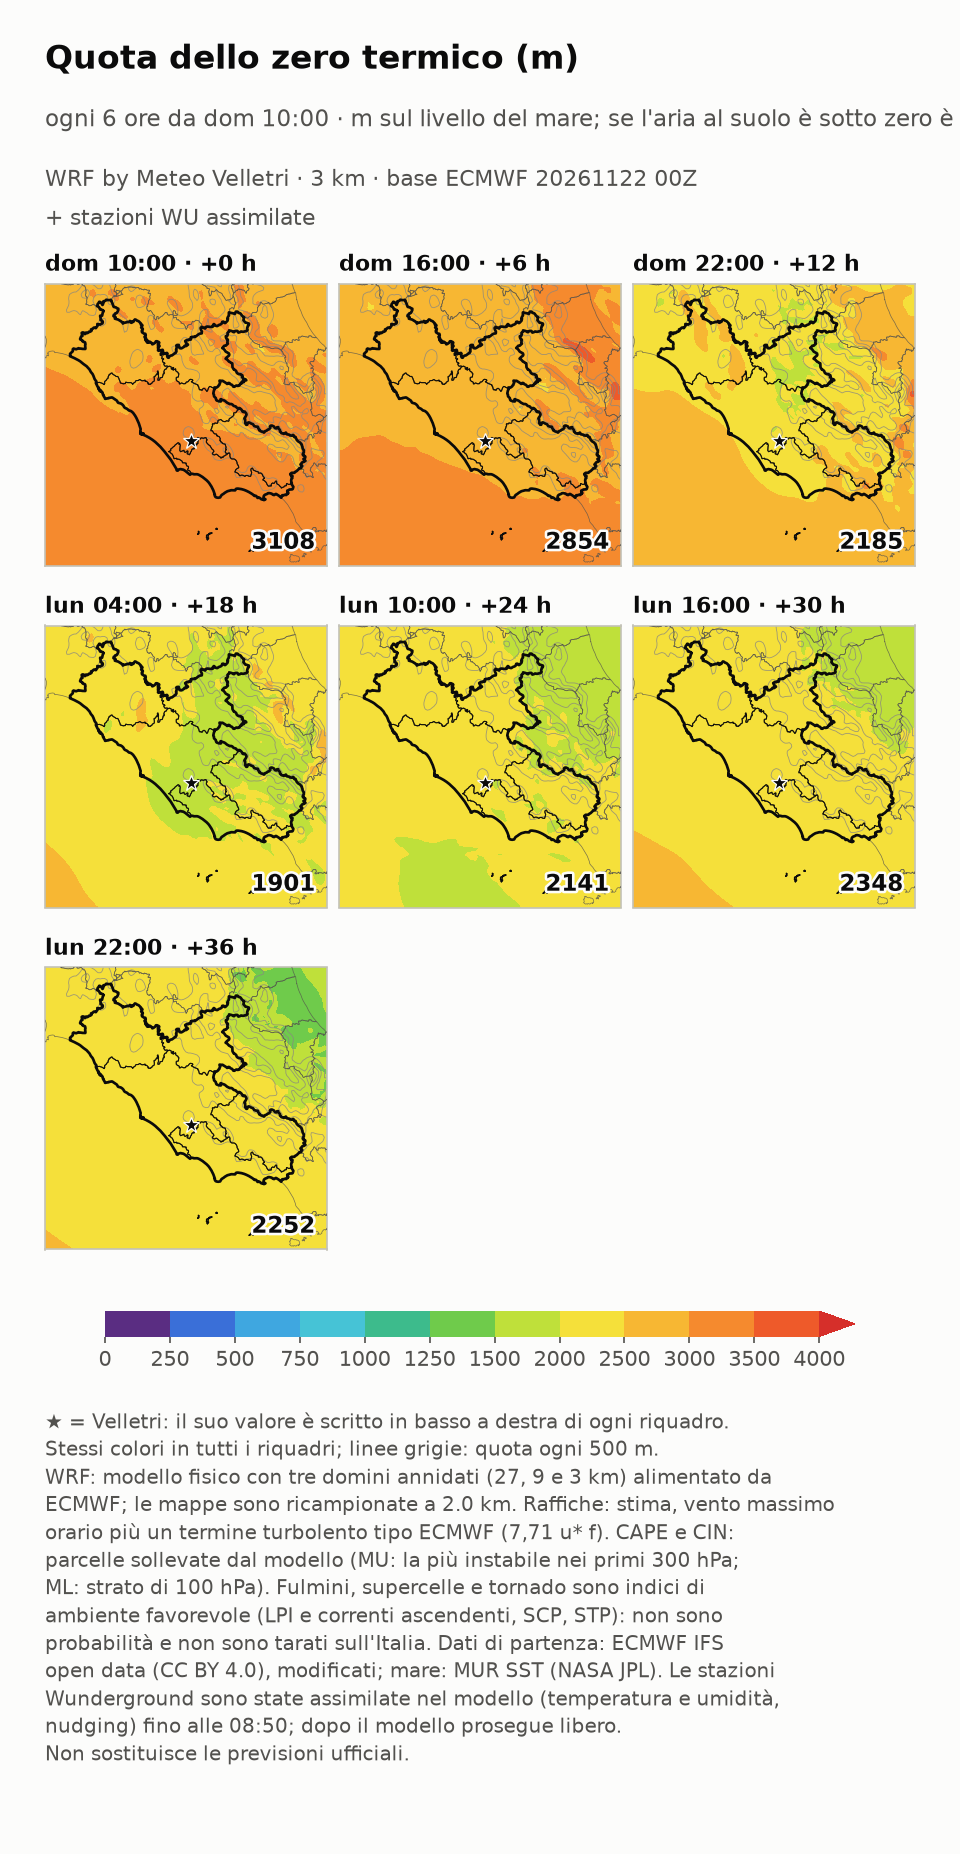 Quota dello zero termico (m)
ogni 6 ore da dom 10:00 · m sul livello del mare; se l'aria al suolo è sotto zero è
WRF by Meteo Velletri · 3 km · base ECMWF 20261122 00Z
+ stazioni WU assimilate
dom 10:00 · +0 h
dom 16:00 · +6 h
dom 22:00 · +12 h
3108
2854
2185
lun 04:00 · +18 h
lun 10:00 · +24 h
lun 16:00 · +30 h
1901
2141
2348
lun 22:00 · +36 h
2252
0 250 500 750 1000 1250 1500 2000 2500 3000 3500 4000
★ = Velletri: il suo valore è scritto in basso a destra di ogni riquadro.
Stessi colori in tutti i riquadri; linee grigie: quota ogni 500 m.
WRF: modello fisico con tre domini annidati (27, 9 e 3 km) alimentato da
ECMWF; le mappe sono ricampionate a 2.0 km. Raffiche: stima, vento massimo
orario più un termine turbolento tipo ECMWF (7,71 u* f). CAPE e CIN:
parcelle sollevate dal modello (MU: la più instabile nei primi 300 hPa;
ML: strato di 100 hPa). Fulmini, supercelle e tornado sono indici di
ambiente favorevole (LPI e correnti ascendenti, SCP, STP): non sono
probabilità e non sono tarati sull'Italia. Dati di partenza: ECMWF IFS
open data (CC BY 4.0), modificati; mare: MUR SST (NASA JPL). Le stazioni
Wunderground sono state assimilate nel modello (temperatura e umidità,
nudging) fino alle 08:50; dopo il modello prosegue libero.
Non sostituisce le previsioni ufficiali.